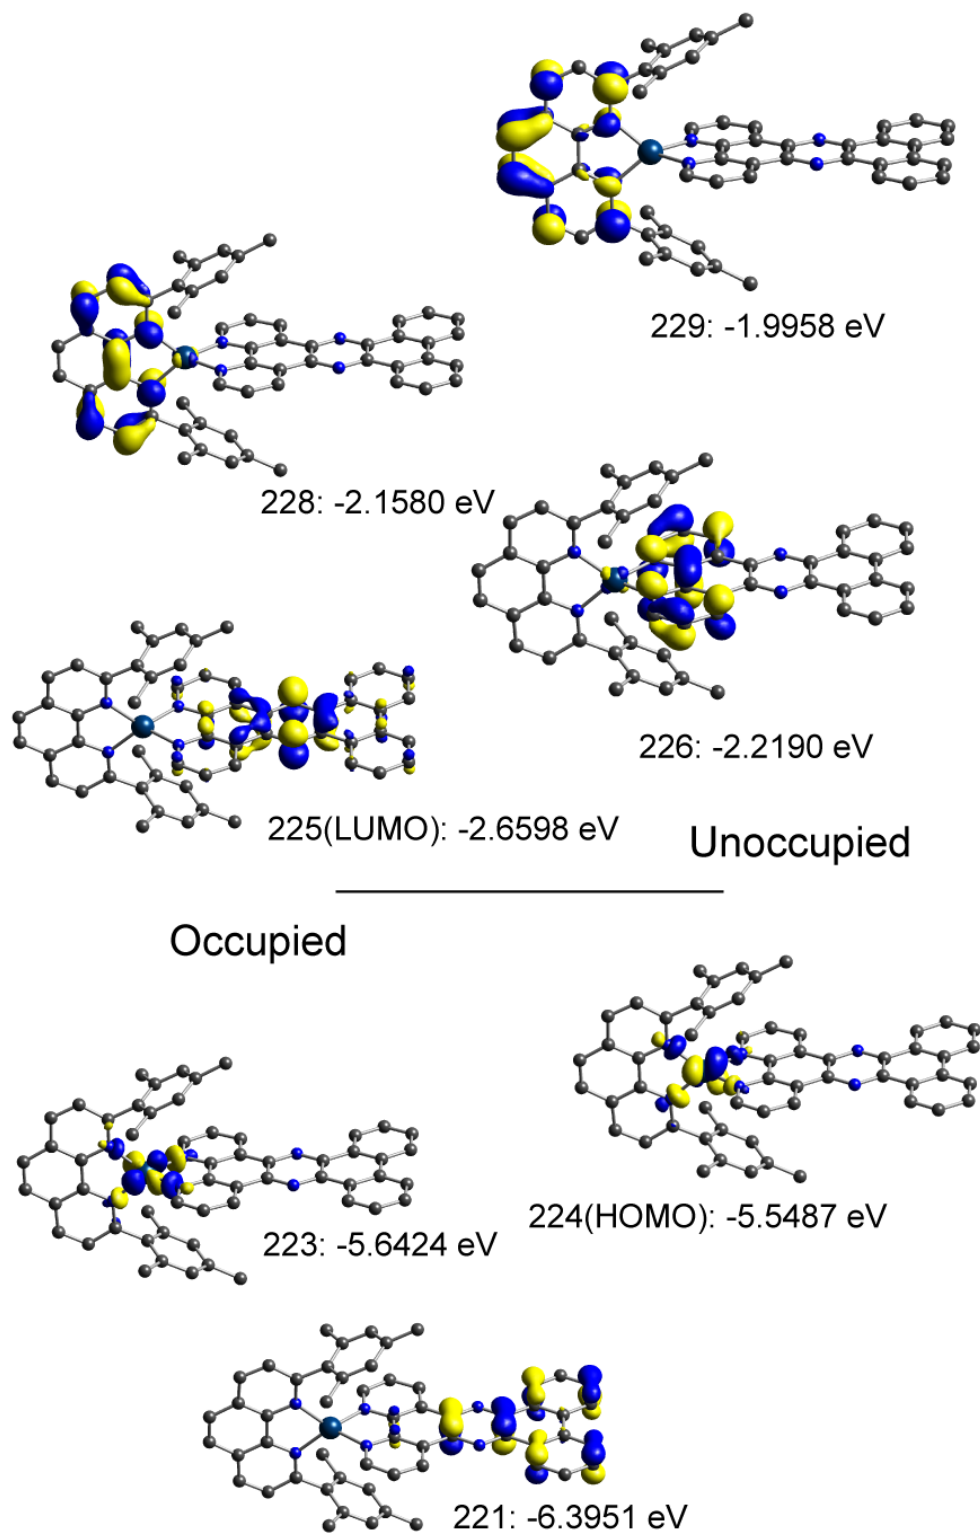 229: -1.9958 eV
228: -2.1580 eV
226: -2.2190 eV
225(LUMO): -2.6598 eV
Unoccupied
Occupied
224(HOMO): -5.5487 eV
223: -5.6424 eV
221: -6.3951 eV